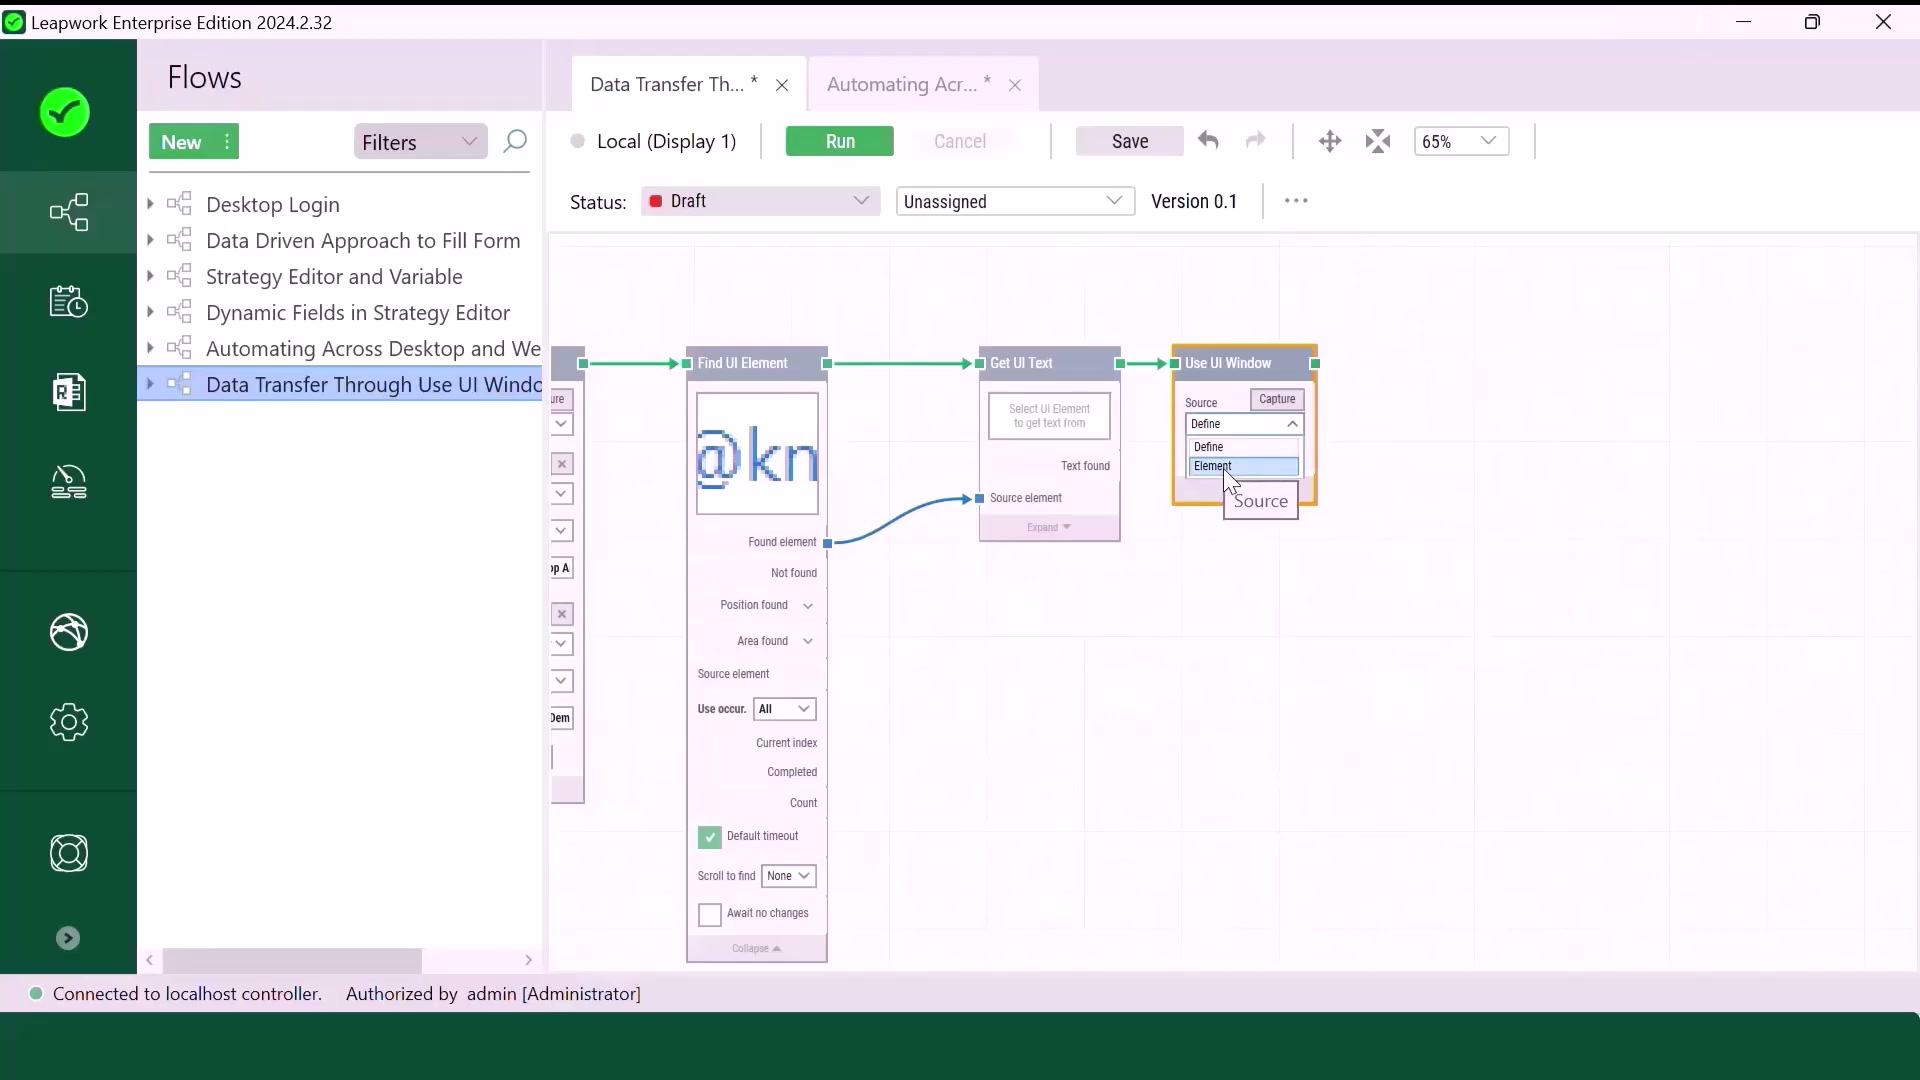 Leapwork Enterprise Edition 2024.2.32
Flows
Data Transfer Th... *
Automating Acr... *
New
Filters
Local (Display 1)
Run
Cancel
Save
65%
Status:
Draft
Unassigned
Version 0.1
Desktop Login
Data Driven Approach to Fill Form
Strategy Editor and Variable
Dynamic Fields in Strategy Editor
Automating Across Desktop and We
Data Transfer Through Use UI Windo
ure
op A
Dem
Find UI Element
@kn
Found element
Not found
Position found
Area found
Source element
Use occur. All
Current index
Completed
Count
Default timeout
Scroll to find None
Await no changes
Collapse
Get UI Text
Select UI Element
to get text from
Text found
Source element
Expand
Use UI Window
Source
Capture
Define
Define
Element
Source
Connected to localhost controller. Authorized by admin [Administrator]